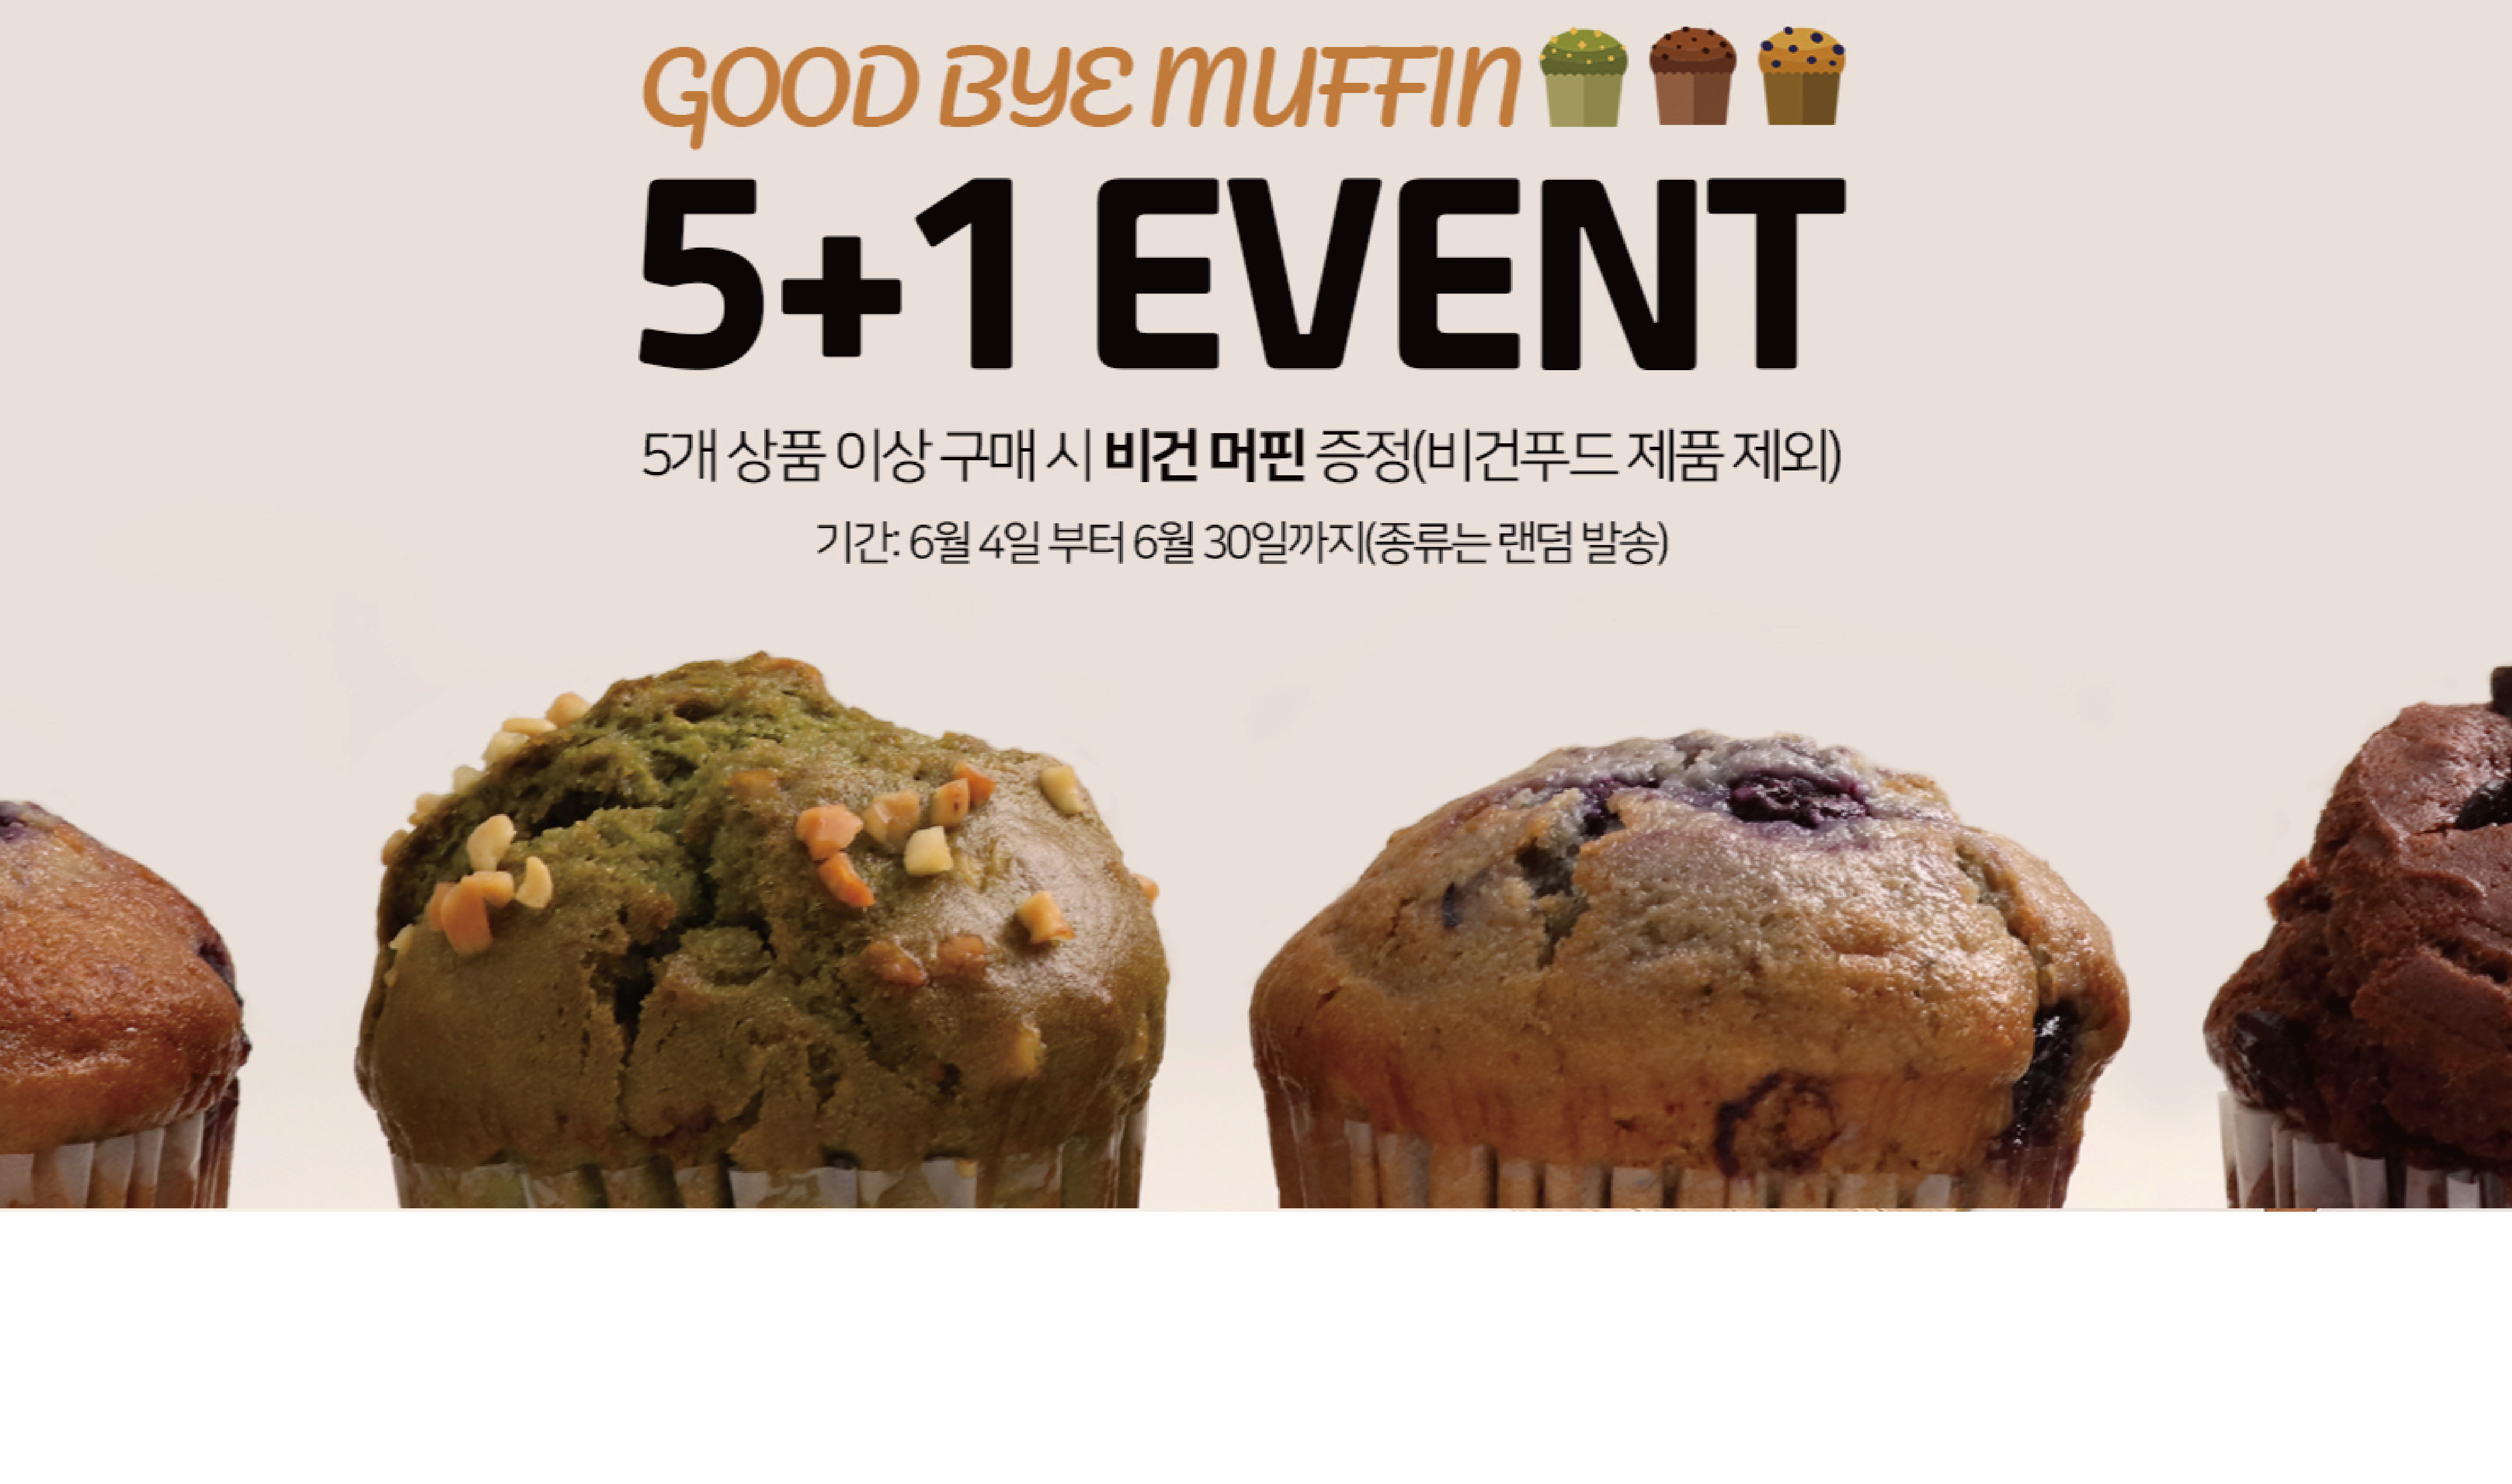 GOOD BYE MUFFIN
5+1 EVENT
5개 상품 이상 구매 시 비건 머핀 증정(비건푸드 제품 제외)
기간: 6월 4일 부터 6월 30일까지(종류는 랜덤 발송)